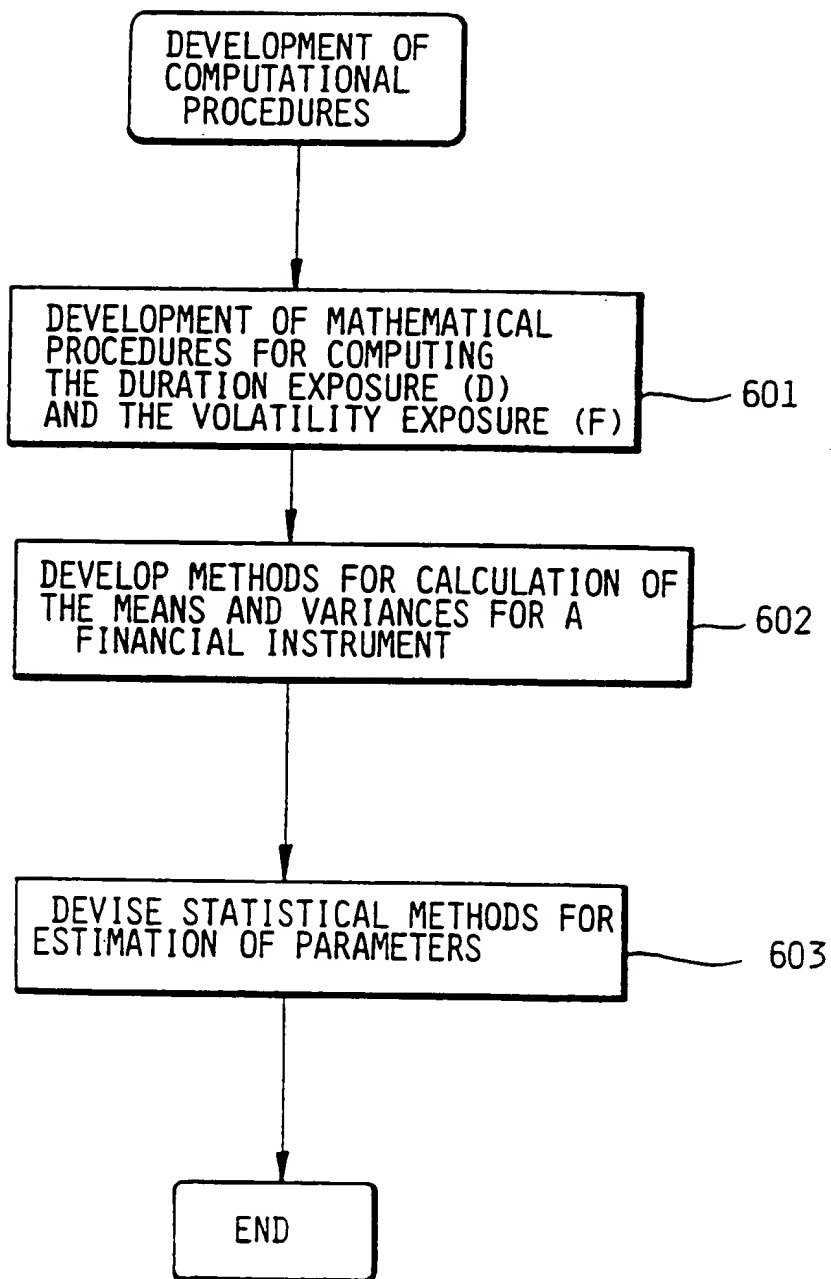 DEVELOPMENT OF
COMPUTATIONAL
PROCEDURES
DEVELOPMENT OF MATHEMATICAL
PROCEDURES FOR COMPUTING
THE DURATION EXPOSURE (D)
AND THE VOLATILITY EXPOSURE (F)
601
DEVELOP METHODS FOR CALCULATION OF
THE MEANS AND VARIANCES FOR A
FINANCIAL INSTRUMENT
602
DEVISE STATISTICAL METHODS FOR
ESTIMATION OF PARAMETERS
603
END